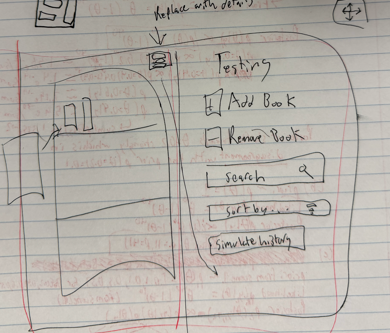 Replace with details
Testing
Add Book
Remove Book
search
sort by...
simulate history